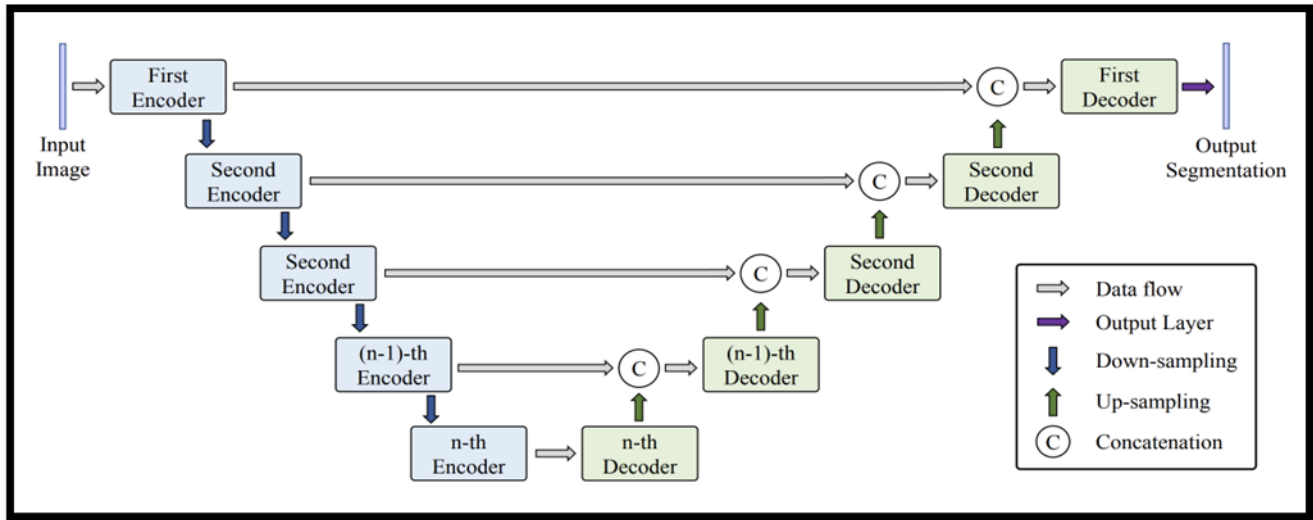 Input
Image
First
Encoder
C
First
Decoder
Output
Segmentation
Second
Encoder
C
Second
Decoder
Second
Encoder
C
Second
Decoder
(n-1)-th
Encoder
C
(n-1)-th
Decoder
n-th
Encoder
n-th
Decoder
Data flow
Output Layer
Down-sampling
Up-sampling
C Concatenation